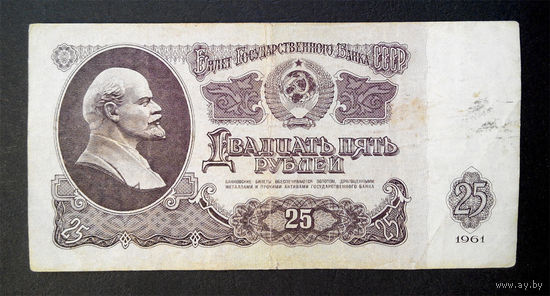 Билет Государственного Банка СССР
Двадцать пять
рублей
БАНКОВСКИЕ БИЛЕТЫ ОБЕСПЕЧИВАЮТСЯ ЗОЛОТОМ, ДРАГОЦЕННЫМИ
МЕТАЛЛАМИ И ПРОЧИМИ АКТИВАМИ ГОСУДАРСТВЕННОГО БАНКА
25
25
25
25
1961
www.ay.by